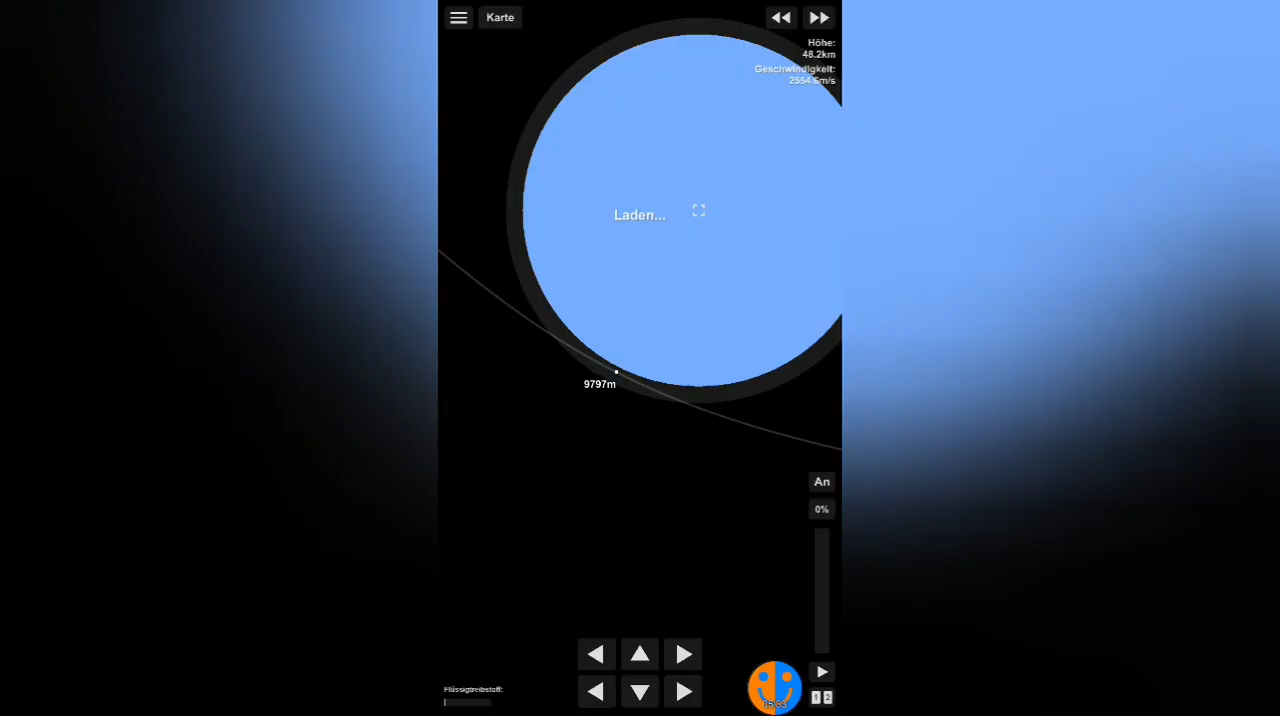 Karte
Höhe:
48.2km
Geschwindigkeit:
2554.6m/s
Laden...
9797m
An
0%
Flüssigtreibstoff:
1 2